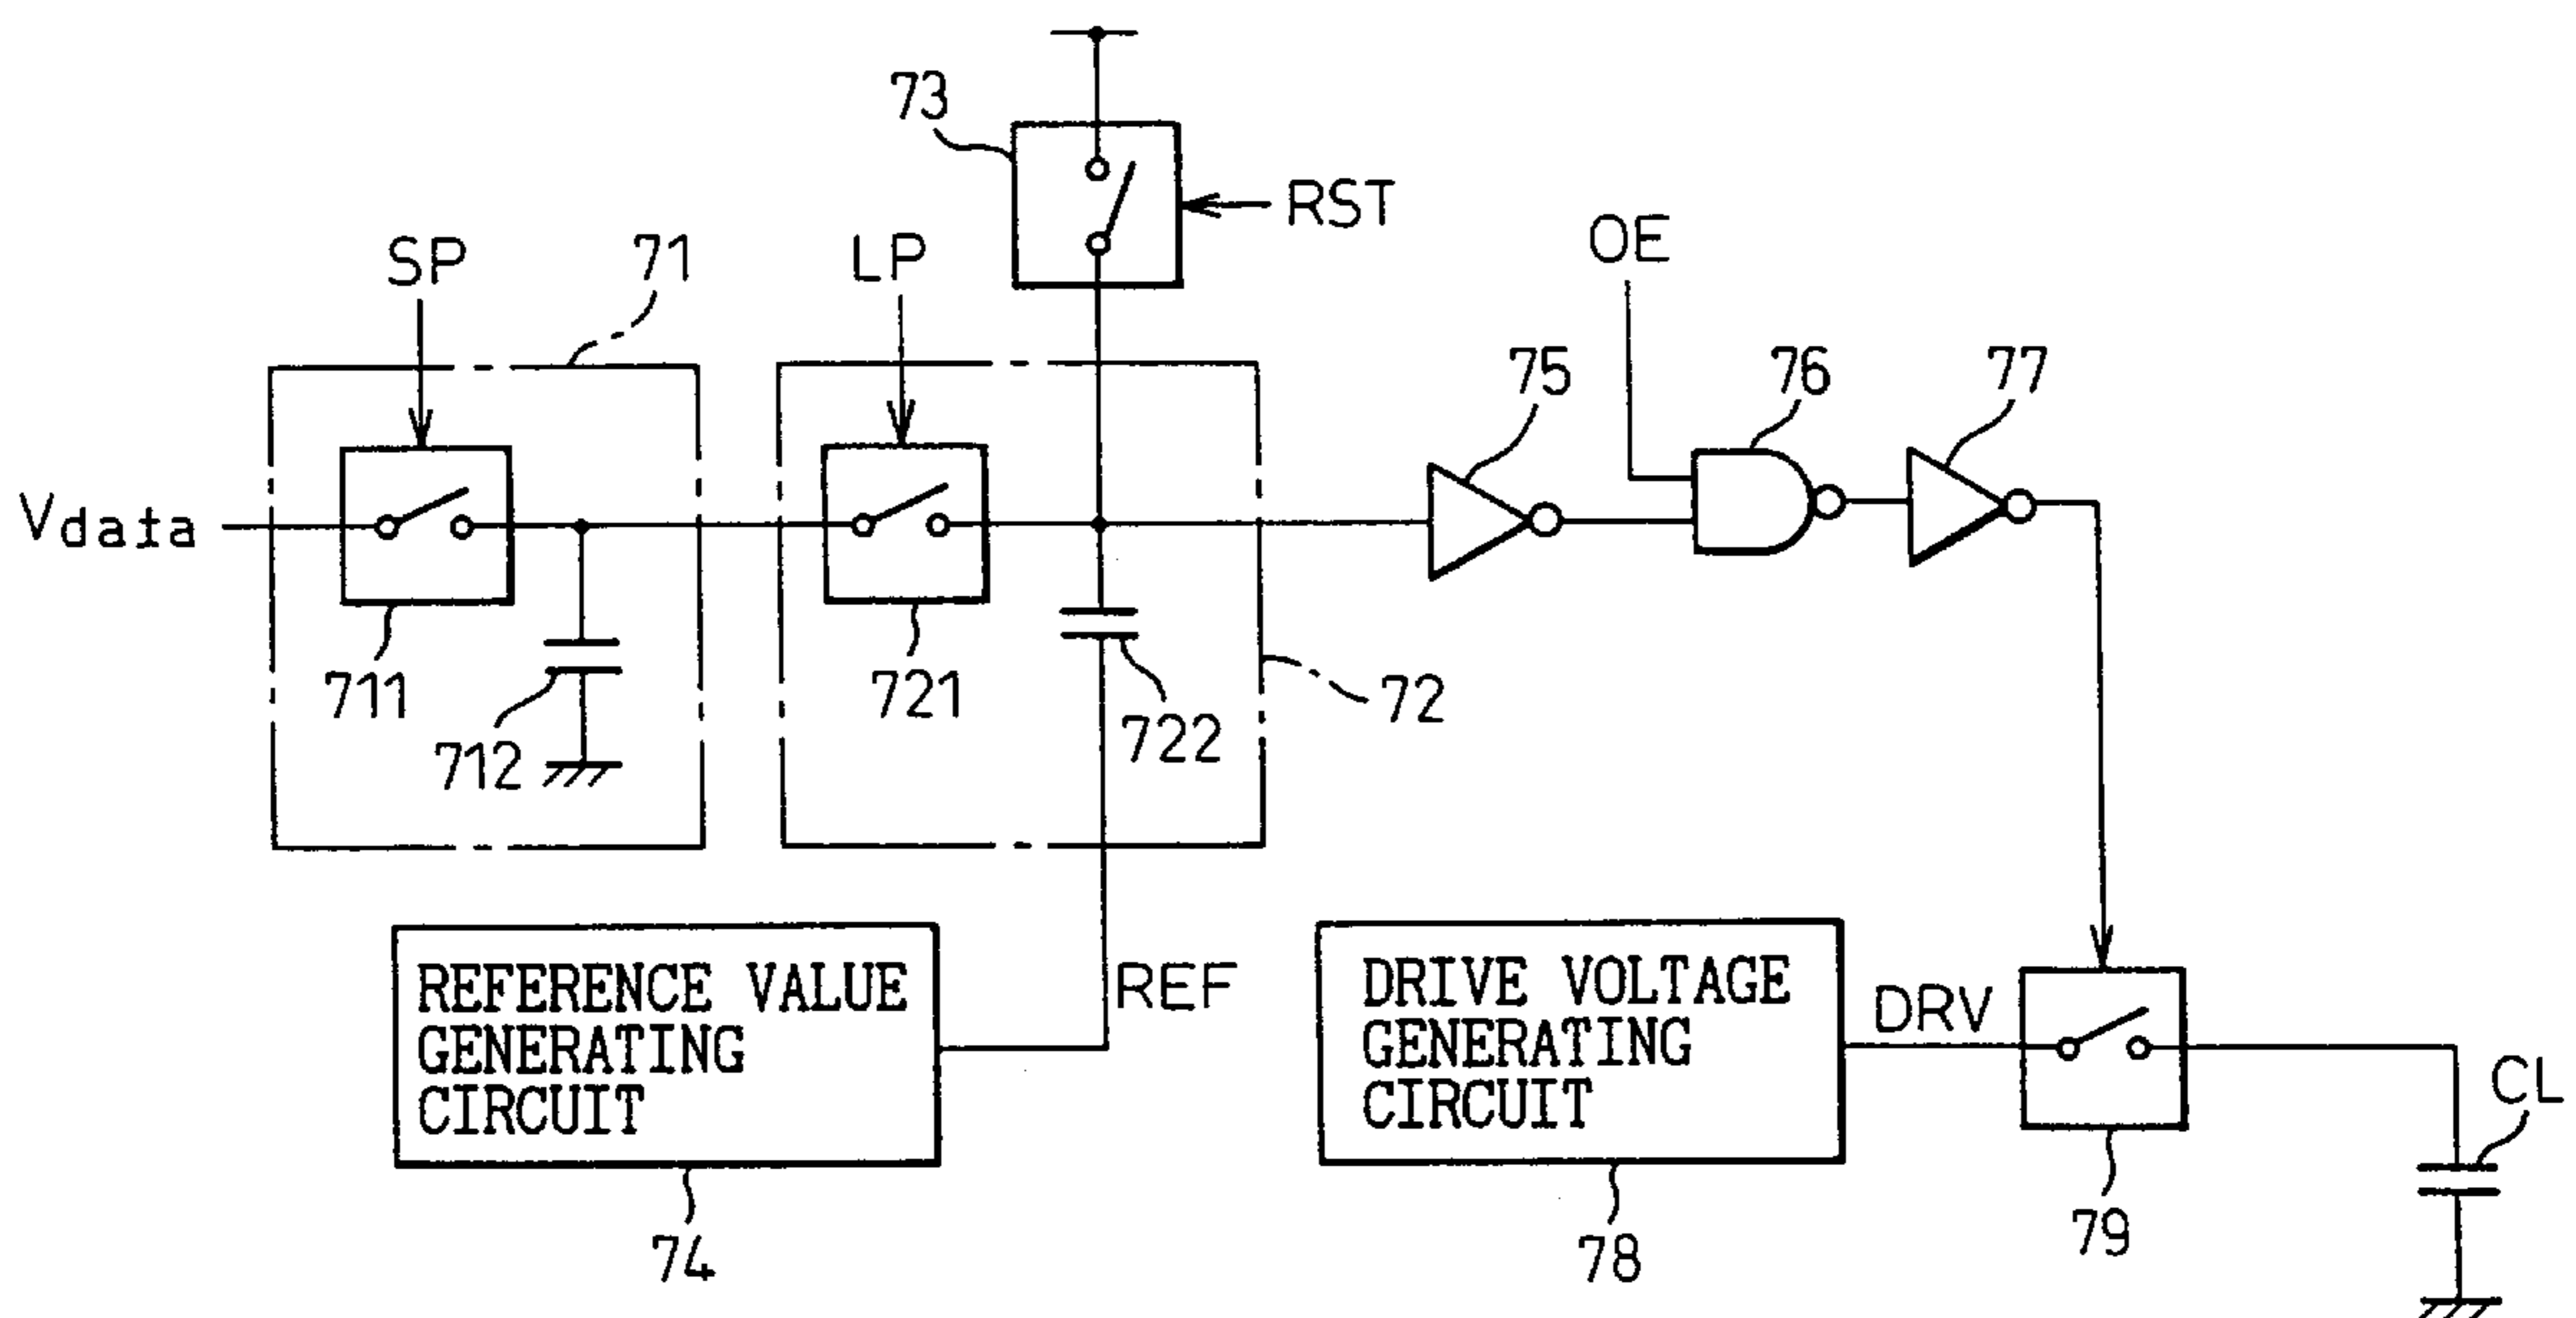 73
RST
SP
71
LP
OE
75
76
77
Vdata
711
712
721
722
72
REFERENCE VALUE
GENERATING
CIRCUIT
REF
DRIVE VOLTAGE
GENERATING
CIRCUIT
DRV
CL
74
78
79